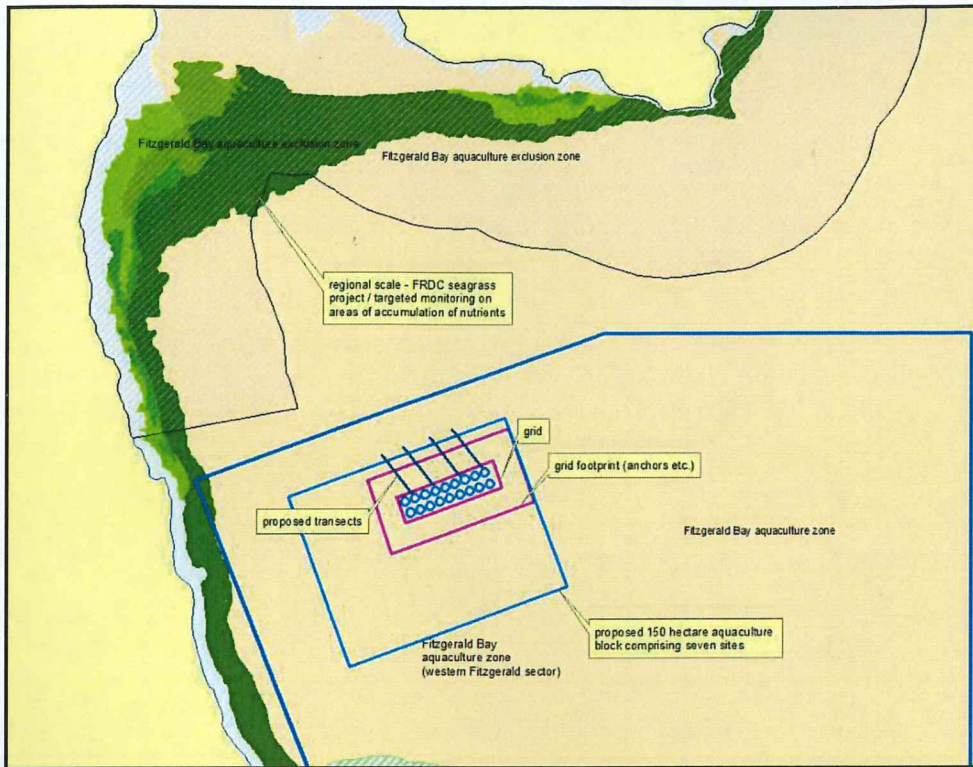 Fitzgerald Bay aquaculture exclusion zone
Fitzgerald Bay aquaculture exclusion zone
regional scale - FRDC seagrass
project / targeted monitoring on
areas of accumulation of nutrients
grid
grid footprint (anchors etc.)
proposed transects
Fitzgerald Bay aquaculture zone
proposed 150 hectare aquaculture
block comprising seven sites
Fitzgerald Bay
aquaculture zone
(western Fitzgerald sector)